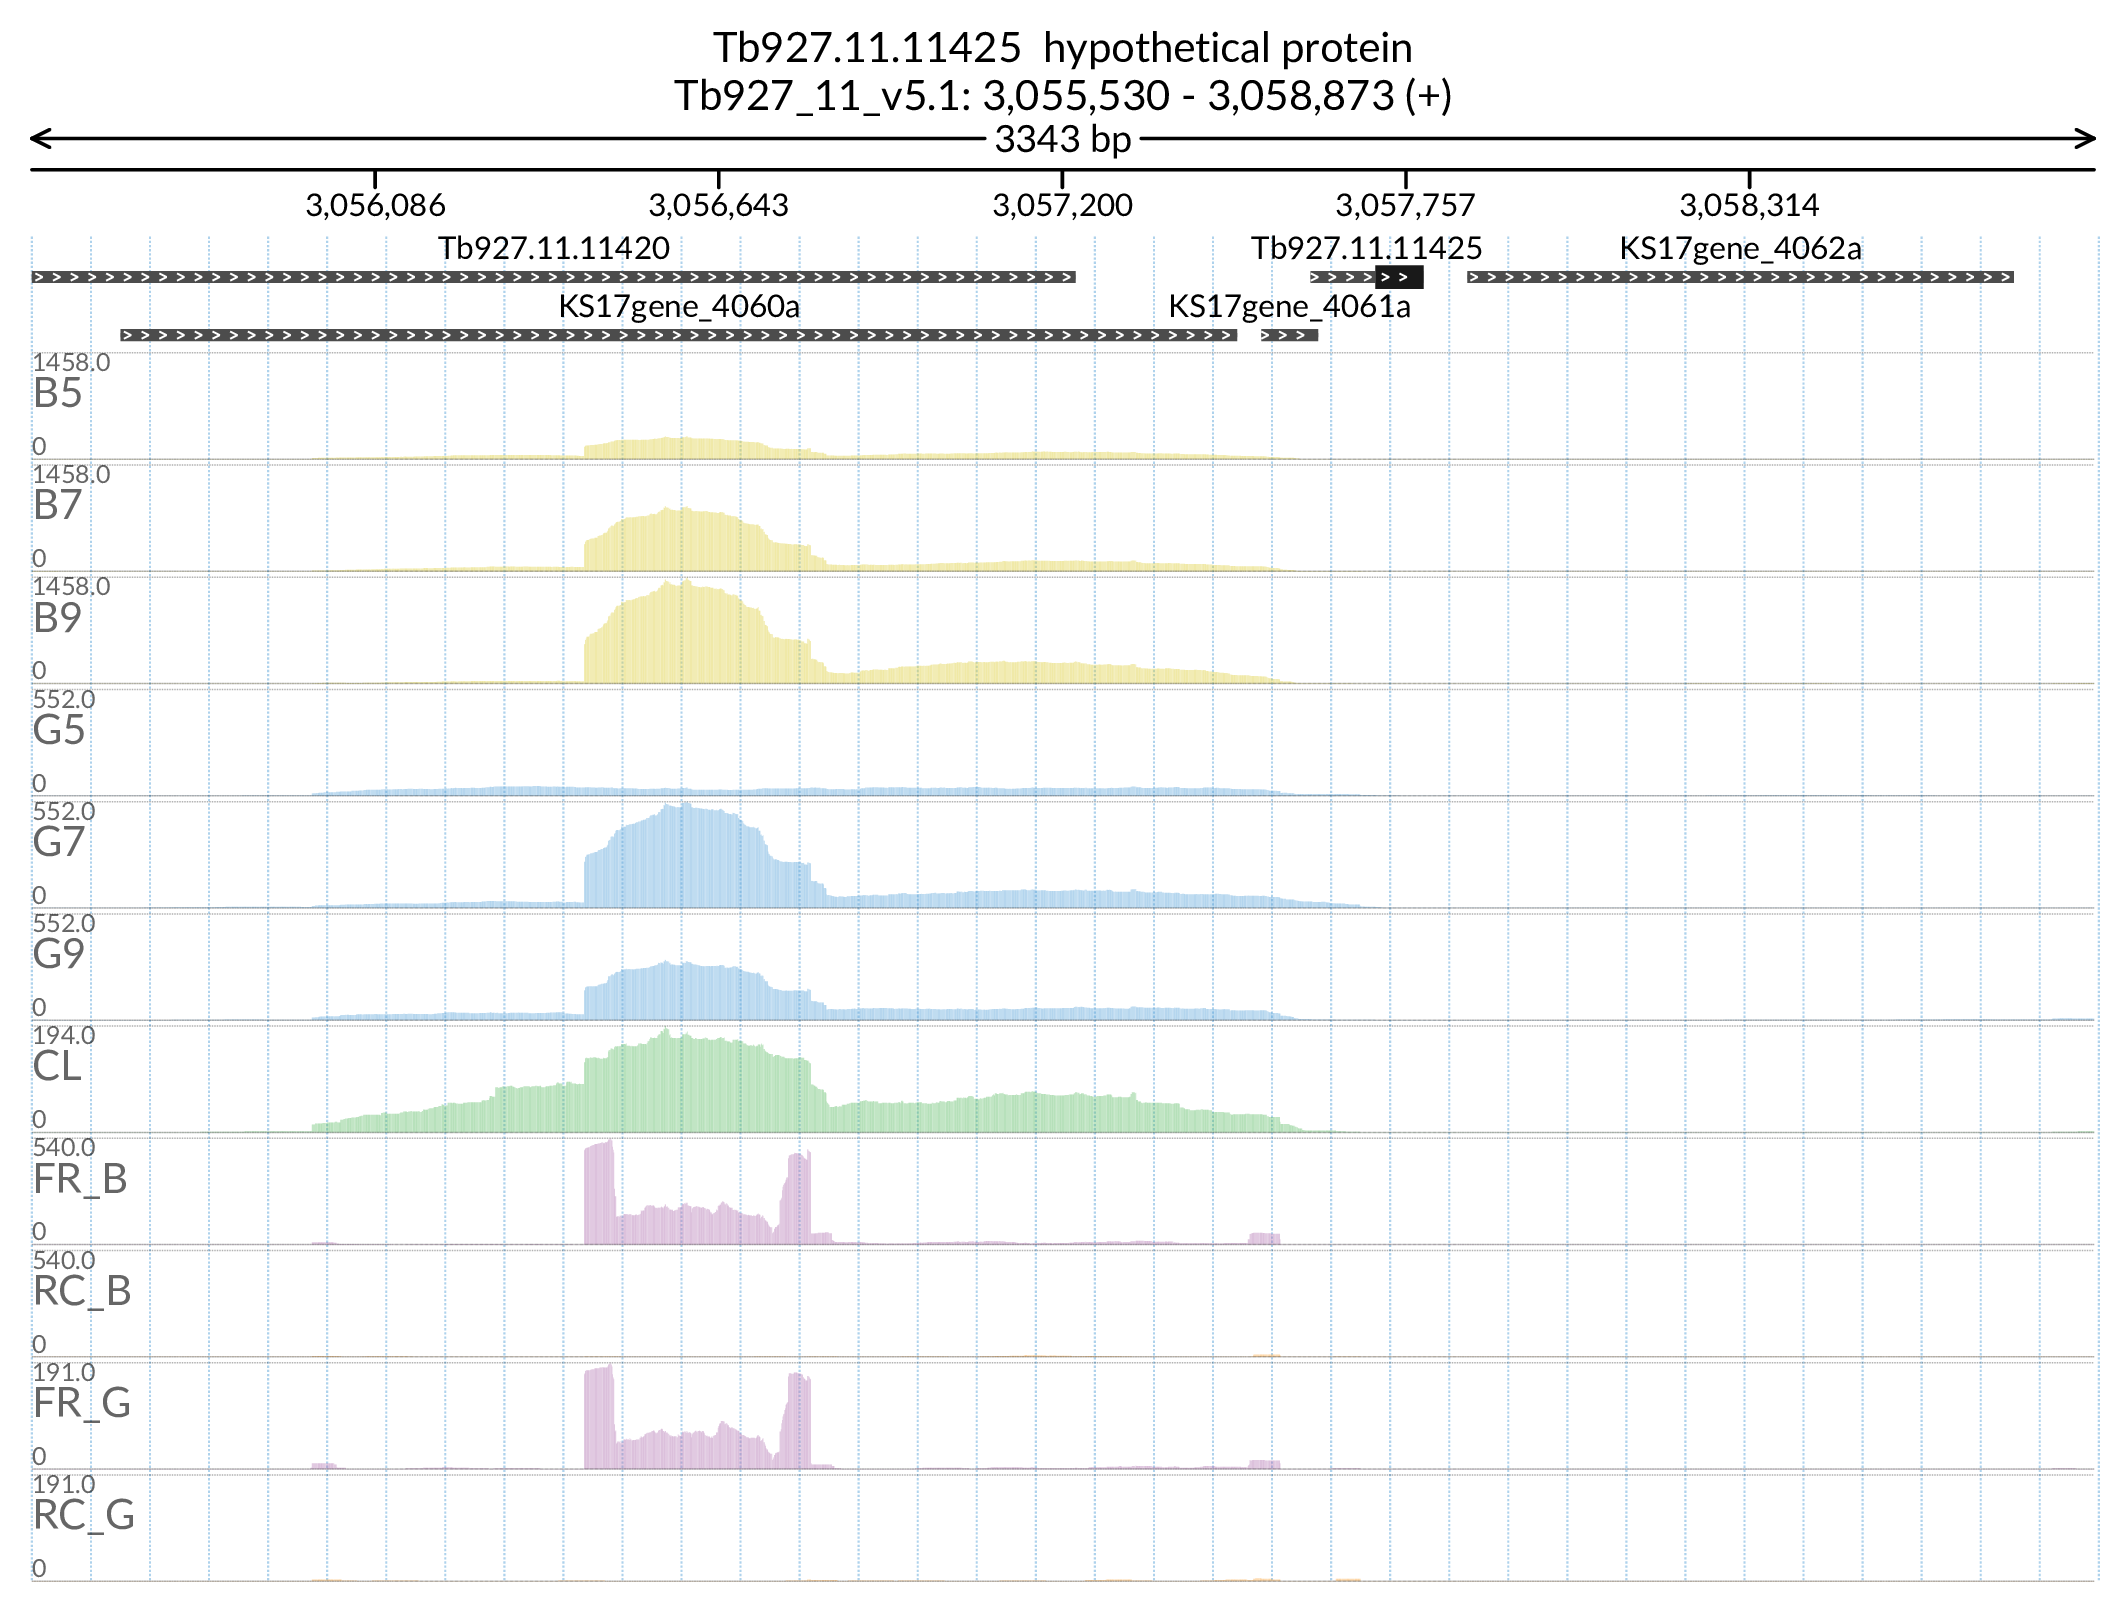 Tb927.11.11425  hypothetical protein
Tb927_11_v5.1: 3,055,530 - 3,058,873 (+)
3343 bp
3,056,086 3,056,643 3,057,200 3,057,757 3,058,314
Tb927.11.11420 Tb927.11.11425 KS17gene_4062a
KS17gene_4060a KS17gene_4061a
1458.0
B5
0
1458.0
B7
0
1458.0
B9
0
552.0
G5
0
552.0
G7
0
552.0
G9
0
194.0
CL
0
540.0
FR_B
0
540.0
RC_B
0
191.0
FR_G
0
191.0
RC_G
0